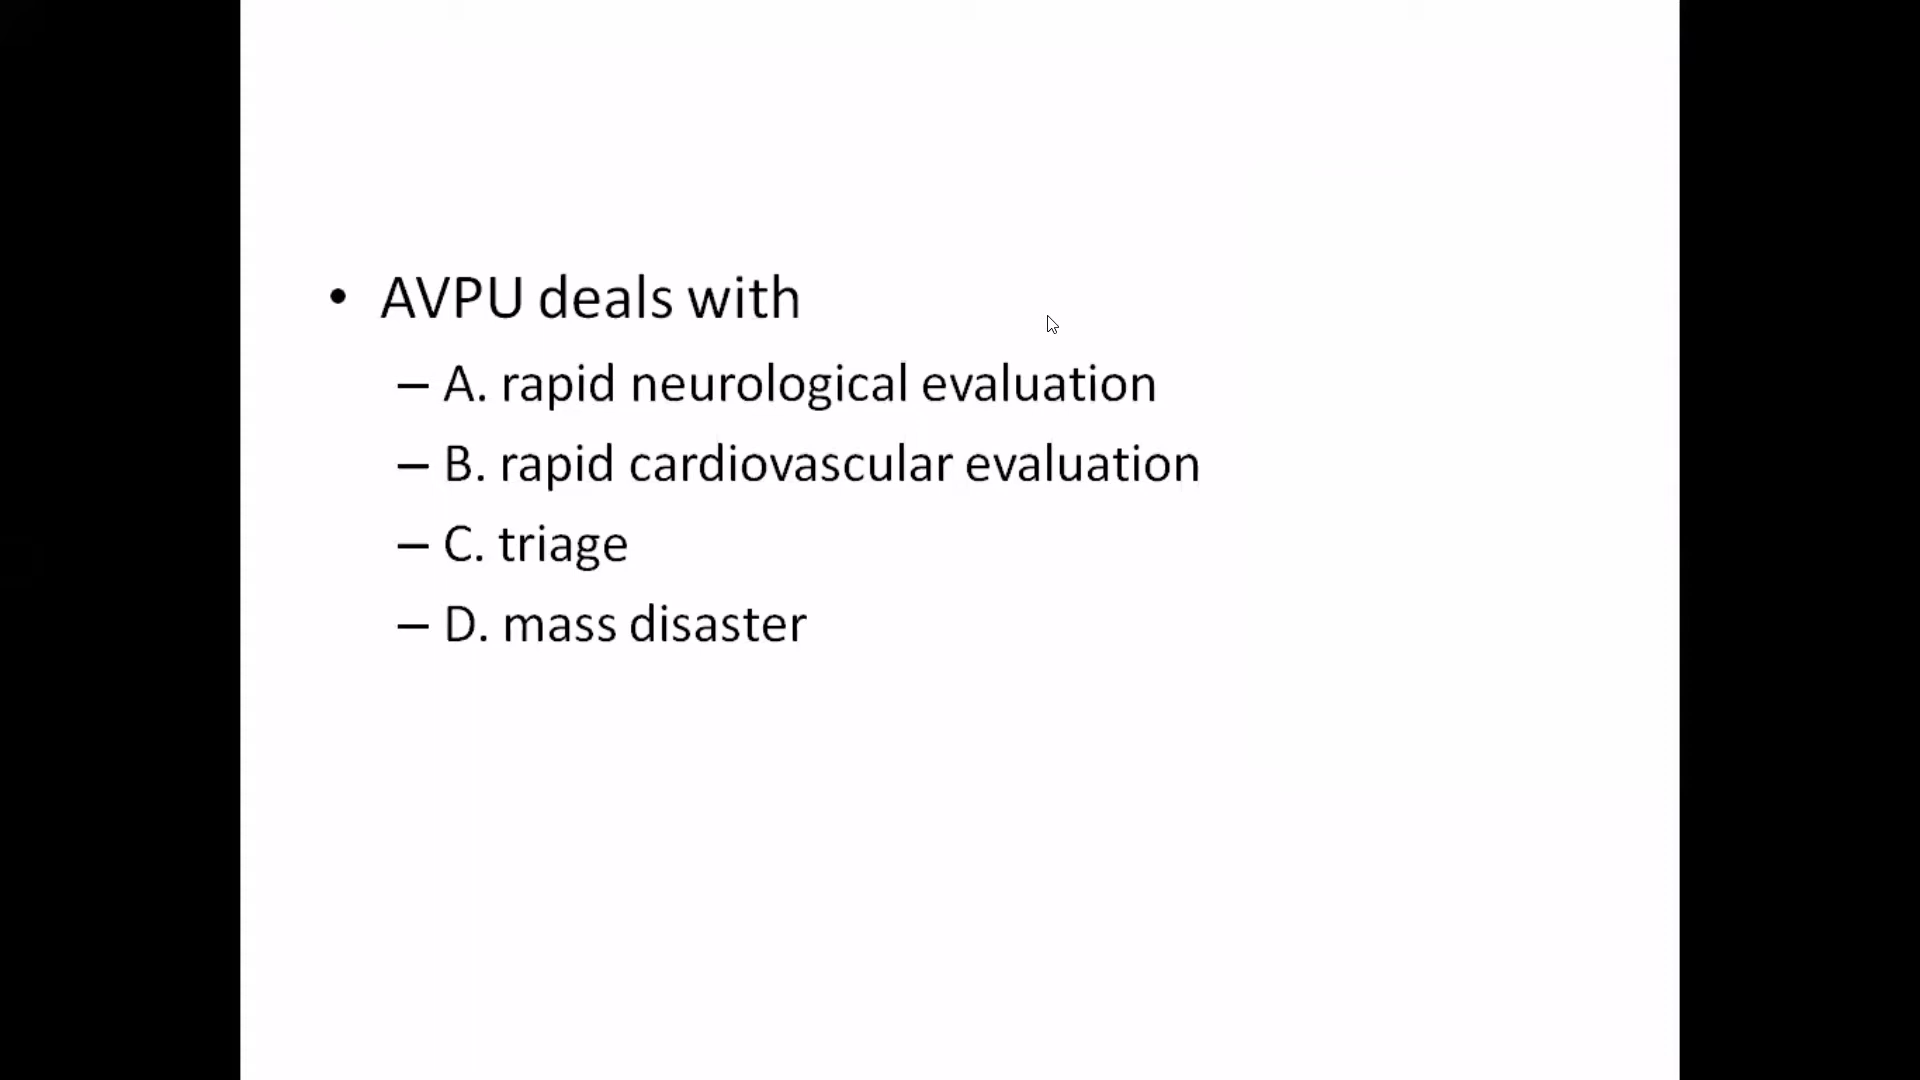 • AVPU deals with
– A. rapid neurological evaluation
– B. rapid cardiovascular evaluation
– C. triage
– D. mass disaster